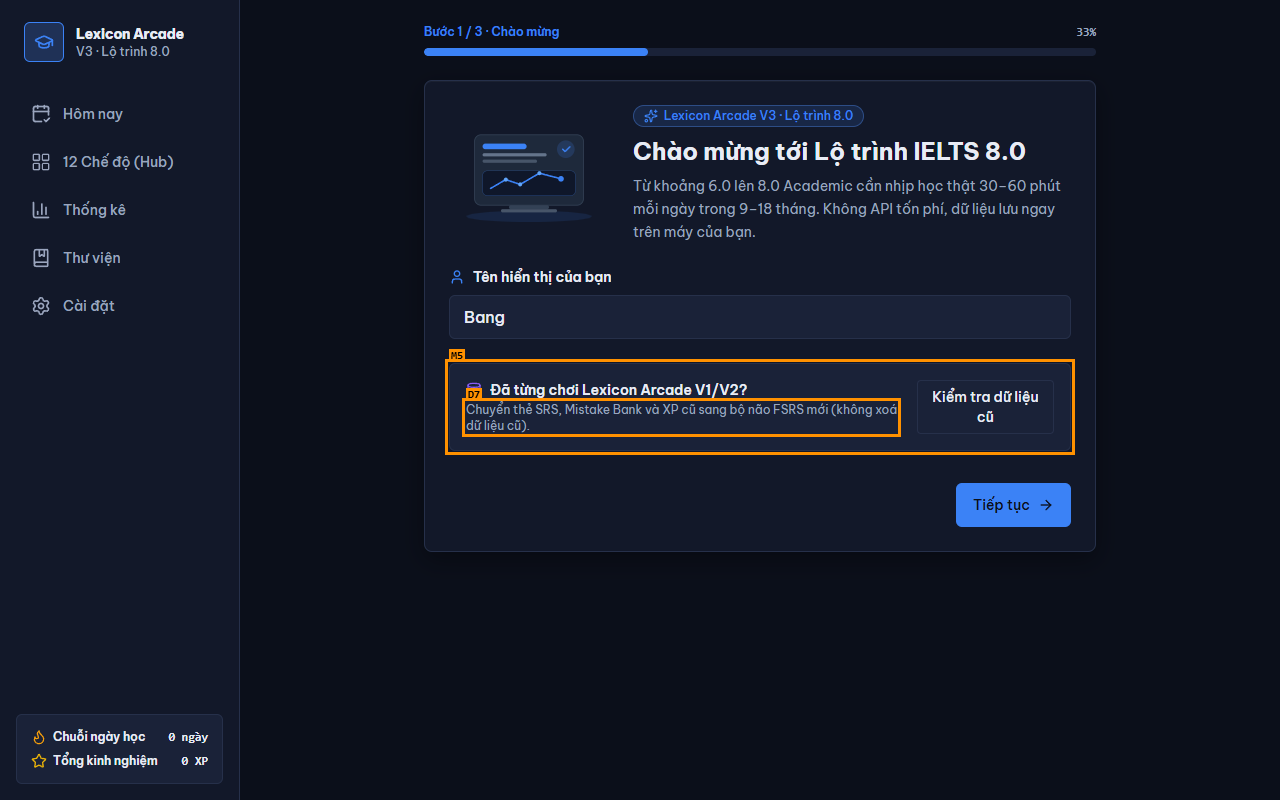 Lexicon Arcade
V3 · Lộ trình 8.0
Hôm nay
12 Chế độ (Hub)
Thống kê
Thư viện
Cài đặt
Chuỗi ngày học 0 ngày
Tổng kinh nghiệm 0 XP
Bước 1 / 3 · Chào mừng 33%
Lexicon Arcade V3 · Lộ trình 8.0
Chào mừng tới Lộ trình IELTS 8.0
Từ khoảng 6.0 lên 8.0 Academic cần nhịp học thật 30–60 phút
mỗi ngày trong 9–18 tháng. Không API tốn phí, dữ liệu lưu ngay
trên máy của bạn.
Tên hiển thị của bạn
Bang
M5
Đã từng chơi Lexicon Arcade V1/V2?
D7
Chuyển thẻ SRS, Mistake Bank và XP cũ sang bộ não FSRS mới (không xoá
dữ liệu cũ).
Kiểm tra dữ liệu
cũ
Tiếp tục